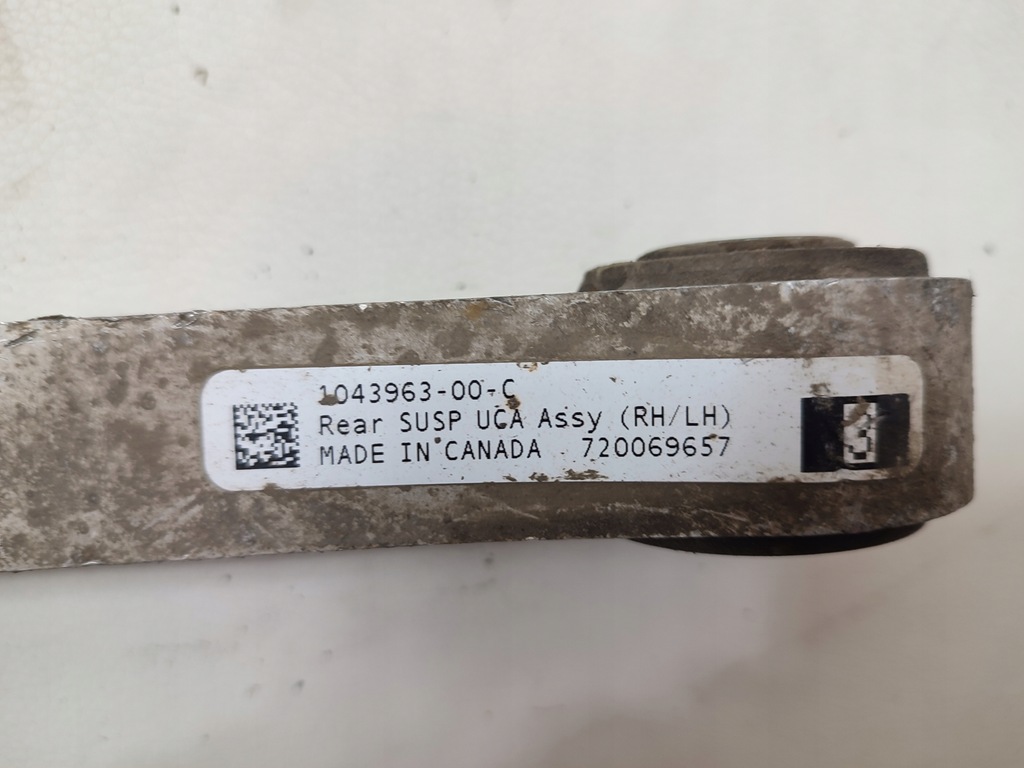 1043963-00-C
Rear SUSP UCA Assy (RH/LH)
MADE IN CANADA 720069657